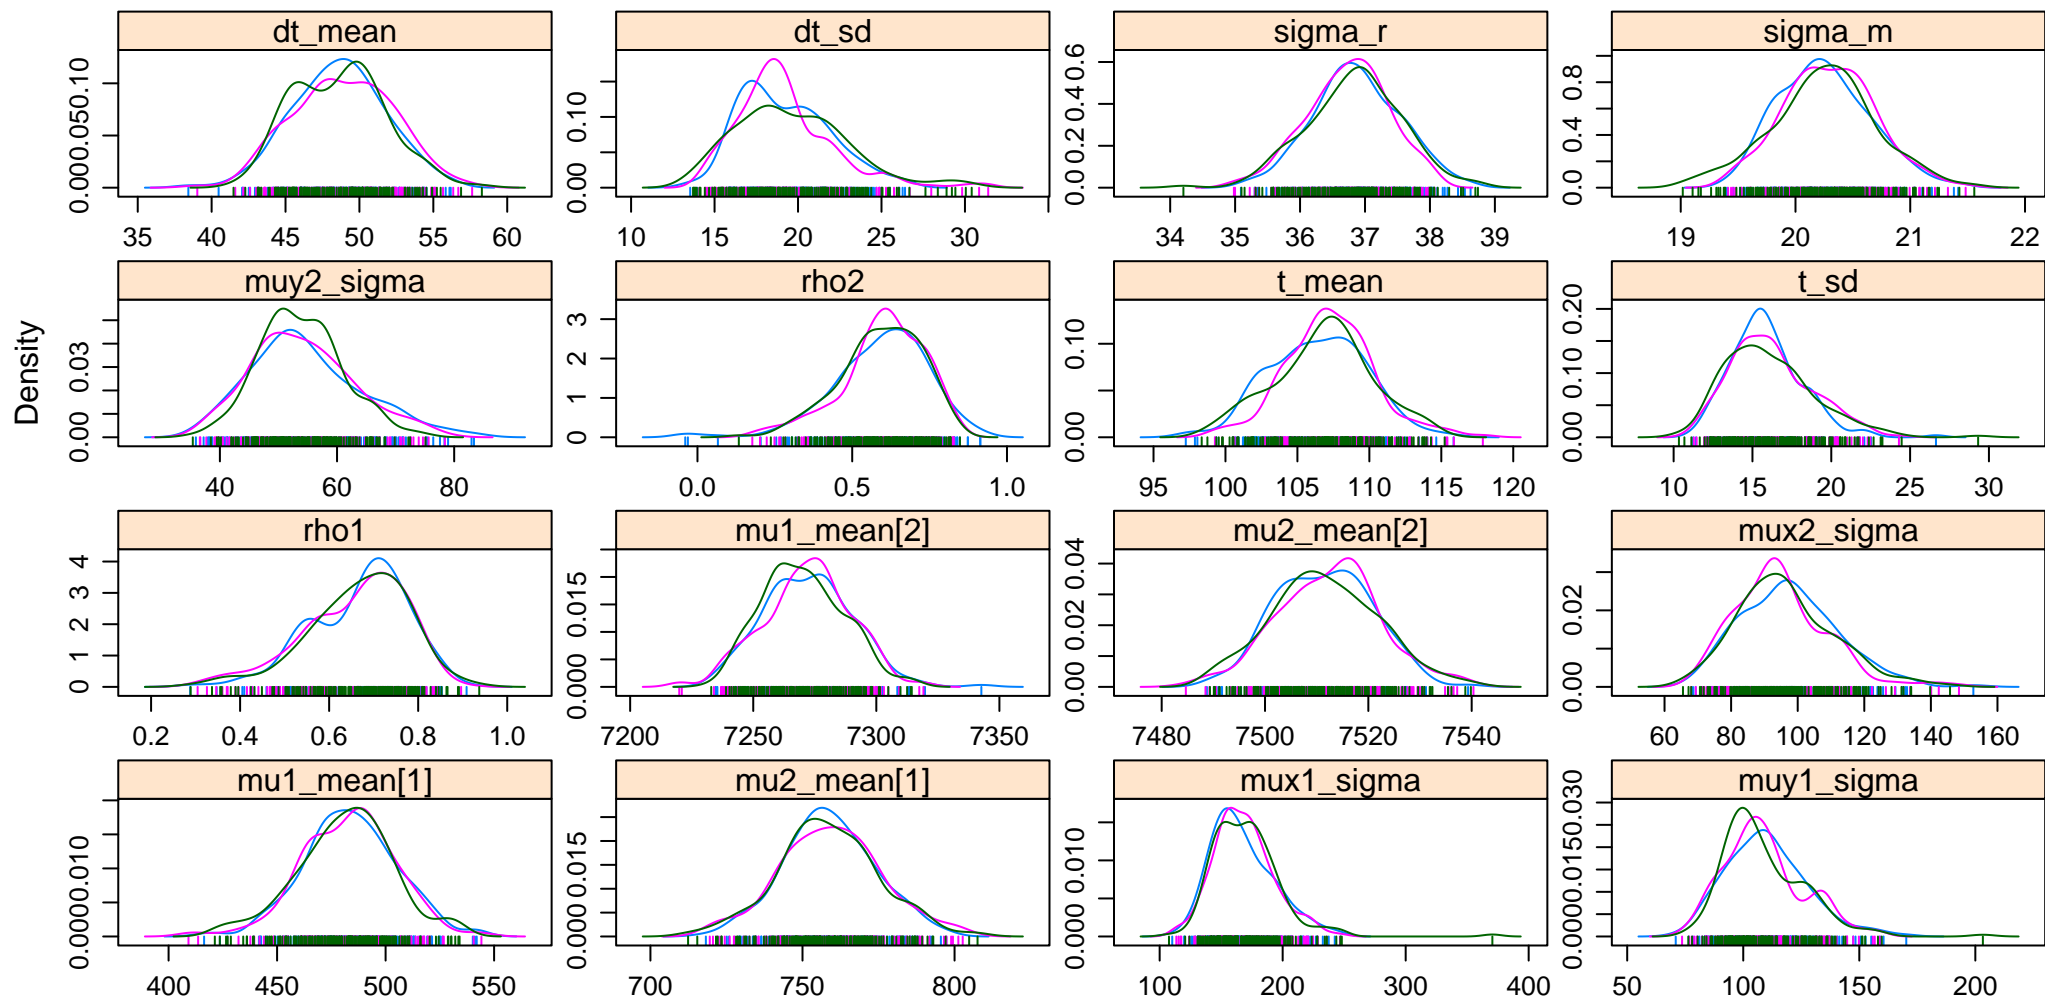 dt_mean dt_sd sigma_r sigma_m
0.00 0.05 0.10 0.00 0.10 0.0 0.2 0.4 0.6 0.0 0.4 0.8
35 40 45 50 55 60 10 15 20 25 30 34 35 36 37 38 39 19 20 21 22
muy2_sigma rho2 t_mean t_sd
0.00 0.03 0 1 2 3 0.00 0.10 0.00 0.10 0.20
40 60 80 0.0 0.5 1.0 95 100 105 110 115 120 10 15 20 25 30
Density
rho1 mu1_mean[2] mu2_mean[2] mux2_sigma
0 1 2 3 4 0.000 0.015 0.00 0.02 0.04 0.00 0.02
0.2 0.4 0.6 0.8 1.0 7200 7250 7300 7350 7480 7500 7520 7540 60 80 100 120 140 160
mu1_mean[1] mu2_mean[1] mux1_sigma muy1_sigma
0.000 0.010 0.000 0.015 0.000 0.010 0.000 0.015 0.030
400 450 500 550 700 750 800 100 200 300 400 50 100 150 200